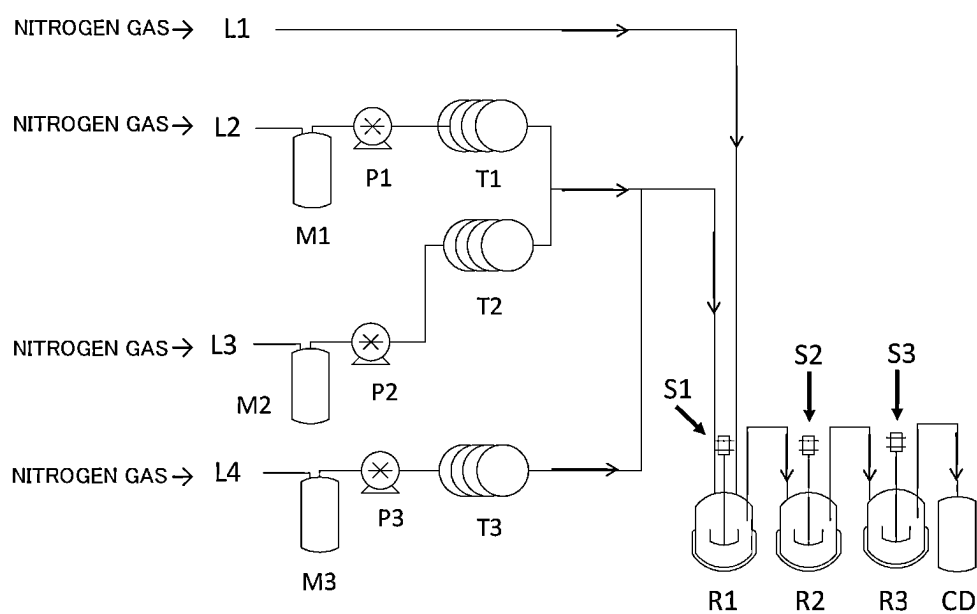 NITROGEN GAS→ L1
NITROGEN GAS→ L2
P1
T1
M1
T2
NITROGEN GAS→ L3
P2
M2
S1
S2
S3
NITROGEN GAS→ L4
P3
T3
M3
R1
R2
R3
CD